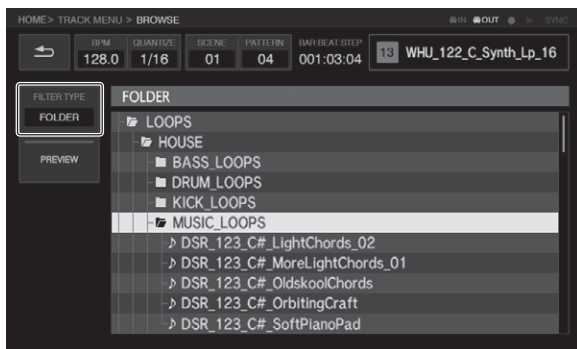 HOME> TRACK MENU > BROWSE
IN OUT SYNC
BPM QUANTIZE SCENE PATTERN BAR:BEAT:STEP
128.0 1/16 01 04 001:03:04
13 WHU_122_C_Synth_Lp_16
FILTER TYPE
FOLDER
PREVIEW
FOLDER
LOOPS
HOUSE
BASS_LOOPS
DRUM_LOOPS
KICK_LOOPS
MUSIC_LOOPS
DSR_123_C#_LightChords_02
DSR_123_C#_MoreLightChords_01
DSR_123_C#_OldskoolChords
DSR_123_C#_OrbitingCraft
DSR_123_C#_SoftPianoPad